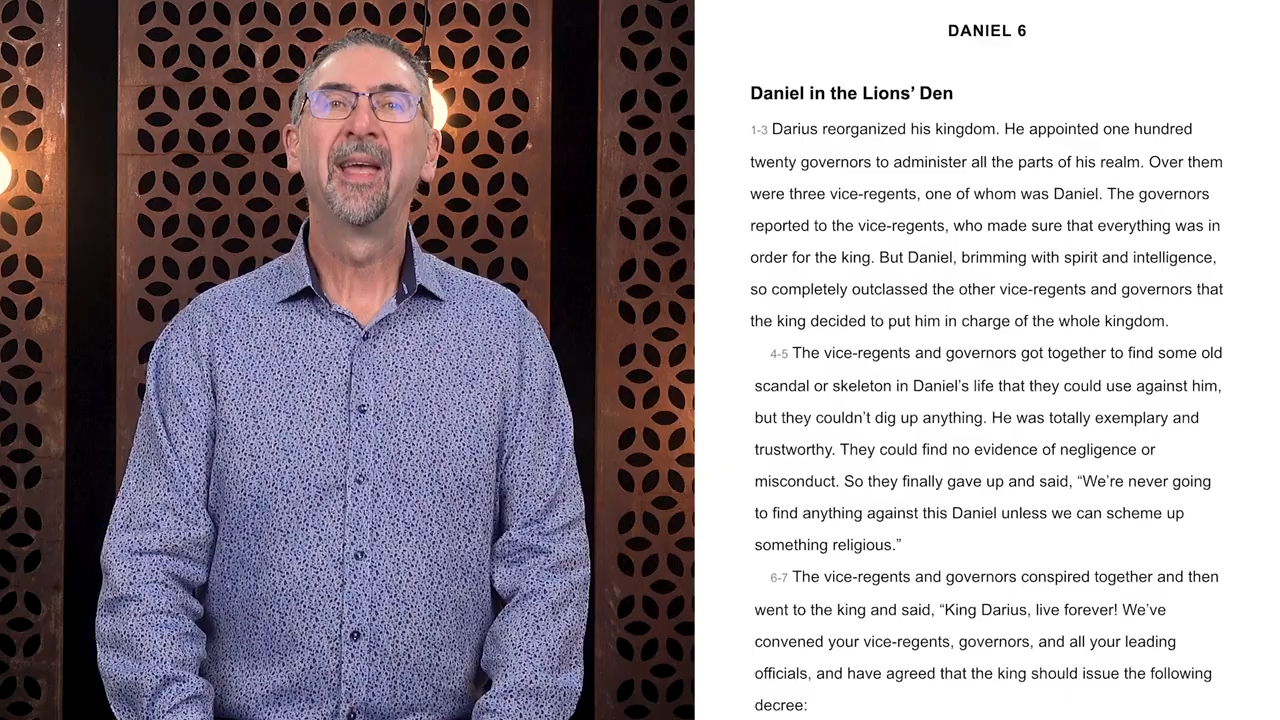 DANIEL 6
Daniel in the Lions’ Den
1-3 Darius reorganized his kingdom. He appointed one hundred
twenty governors to administer all the parts of his realm. Over them
were three vice-regents, one of whom was Daniel. The governors
reported to the vice-regents, who made sure that everything was in
order for the king. But Daniel, brimming with spirit and intelligence,
so completely outclassed the other vice-regents and governors that
the king decided to put him in charge of the whole kingdom.
4-5 The vice-regents and governors got together to find some old
scandal or skeleton in Daniel’s life that they could use against him,
but they couldn’t dig up anything. He was totally exemplary and
trustworthy. They could find no evidence of negligence or
misconduct. So they finally gave up and said, “We’re never going
to find anything against this Daniel unless we can scheme up
something religious.”
6-7 The vice-regents and governors conspired together and then
went to the king and said, “King Darius, live forever! We’ve
convened your vice-regents, governors, and all your leading
officials, and have agreed that the king should issue the following
decree: